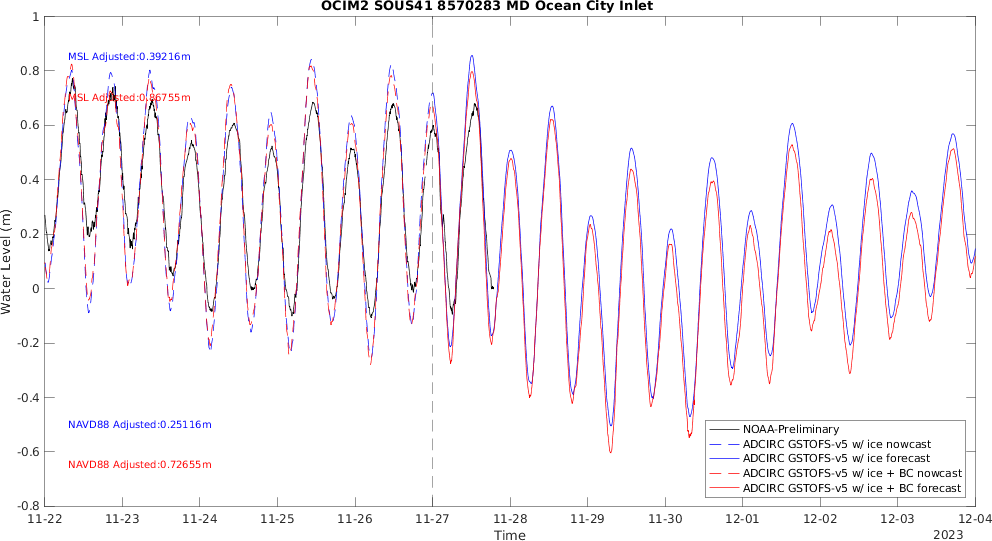 OCIM2 SOUS41 8570283 MD Ocean City Inlet
1
0.8
0.6
0.4
0.2
0
-0.2
-0.4
-0.6
-0.8
Water Level (m)
MSL Adjusted:0.39216m
MSL Adjusted:0.86755m
NAVD88 Adjusted:0.25116m
NAVD88 Adjusted:0.72655m
NOAA-Preliminary
ADCIRC GSTOFS-v5 w/ ice nowcast
ADCIRC GSTOFS-v5 w/ ice forecast
ADCIRC GSTOFS-v5 w/ ice + BC nowcast
ADCIRC GSTOFS-v5 w/ ice + BC forecast
11-22 11-23 11-24 11-25 11-26 11-27 11-28 11-29 11-30 12-01 12-02 12-03 12-04
Time
2023